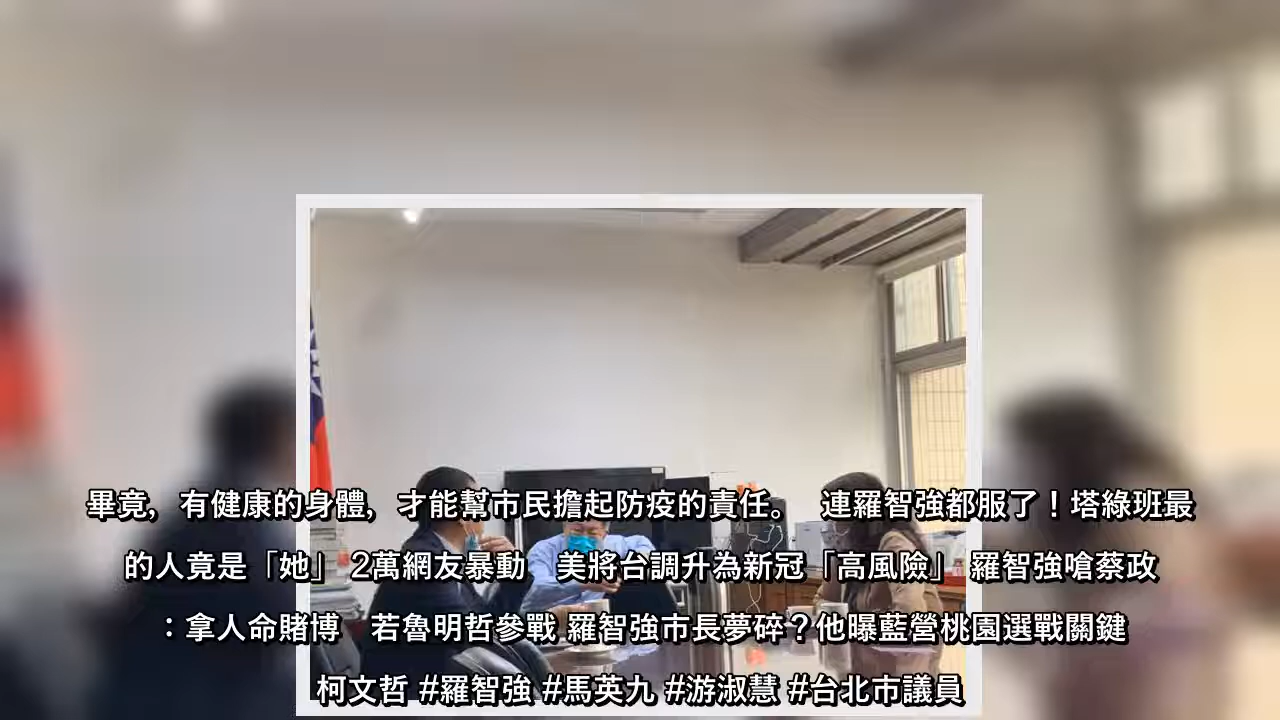 畢竟，有健康的身體，才能幫市民擔起防疫的責任。 連羅智強都服了！塔綠班最
的人竟是「她」 2萬網友暴動 美將台調升為新冠「高風險」 羅智強嗆蔡政
：拿人命賭博 若魯明哲參戰 羅智強市長夢碎？他曝藍營桃園選戰關鍵
柯文哲 #羅智強 #馬英九 #游淑慧 #台北市議員